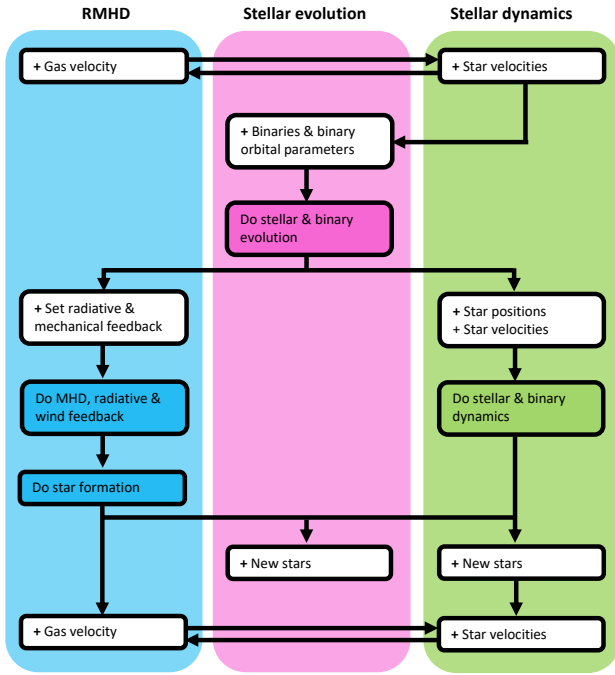 RMHD
Stellar evolution
Stellar dynamics
+ Gas velocity
+ Star velocities
+ Binaries & binary
orbital parameters
Do stellar & binary
evolution
+ Set radiative &
mechanical feedback
+ Star positions
+ Star velocities
Do MHD, radiative &
wind feedback
Do stellar & binary
dynamics
Do star formation
+ New stars
+ New stars
+ Gas velocity
+ Star velocities